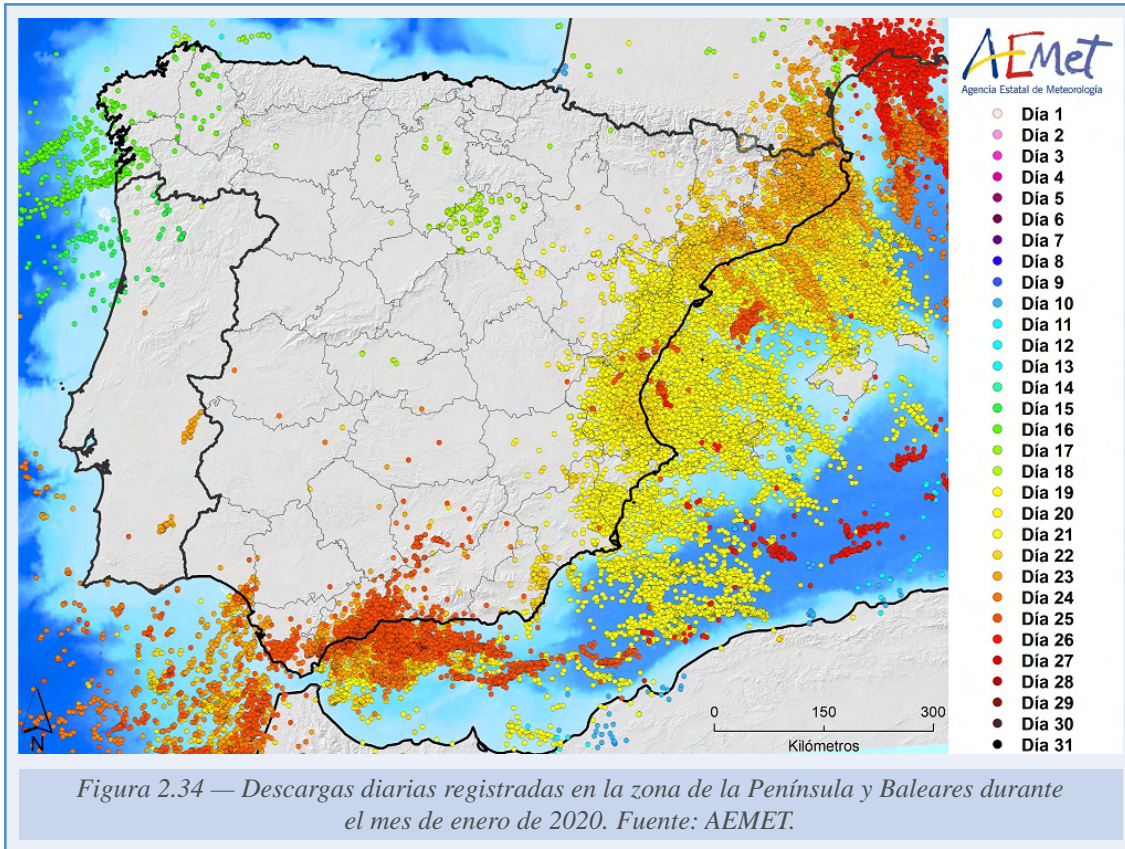 AEMet
Agencia Estatal de Meteorología
Día 1
Día 2
Día 3
Día 4
Día 5
Día 6
Día 7
Día 8
Día 9
Día 10
Día 11
Día 12
Día 13
Día 14
Día 15
Día 16
Día 17
Día 18
Día 19
Día 20
Día 21
Día 22
Día 23
Día 24
Día 25
Día 26
Día 27
Día 28
Día 29
Día 30
Día 31
N
0 150 300
Kilómetros
Figura 2.34 — Descargas diarias registradas en la zona de la Península y Baleares durante
el mes de enero de 2020. Fuente: AEMET.